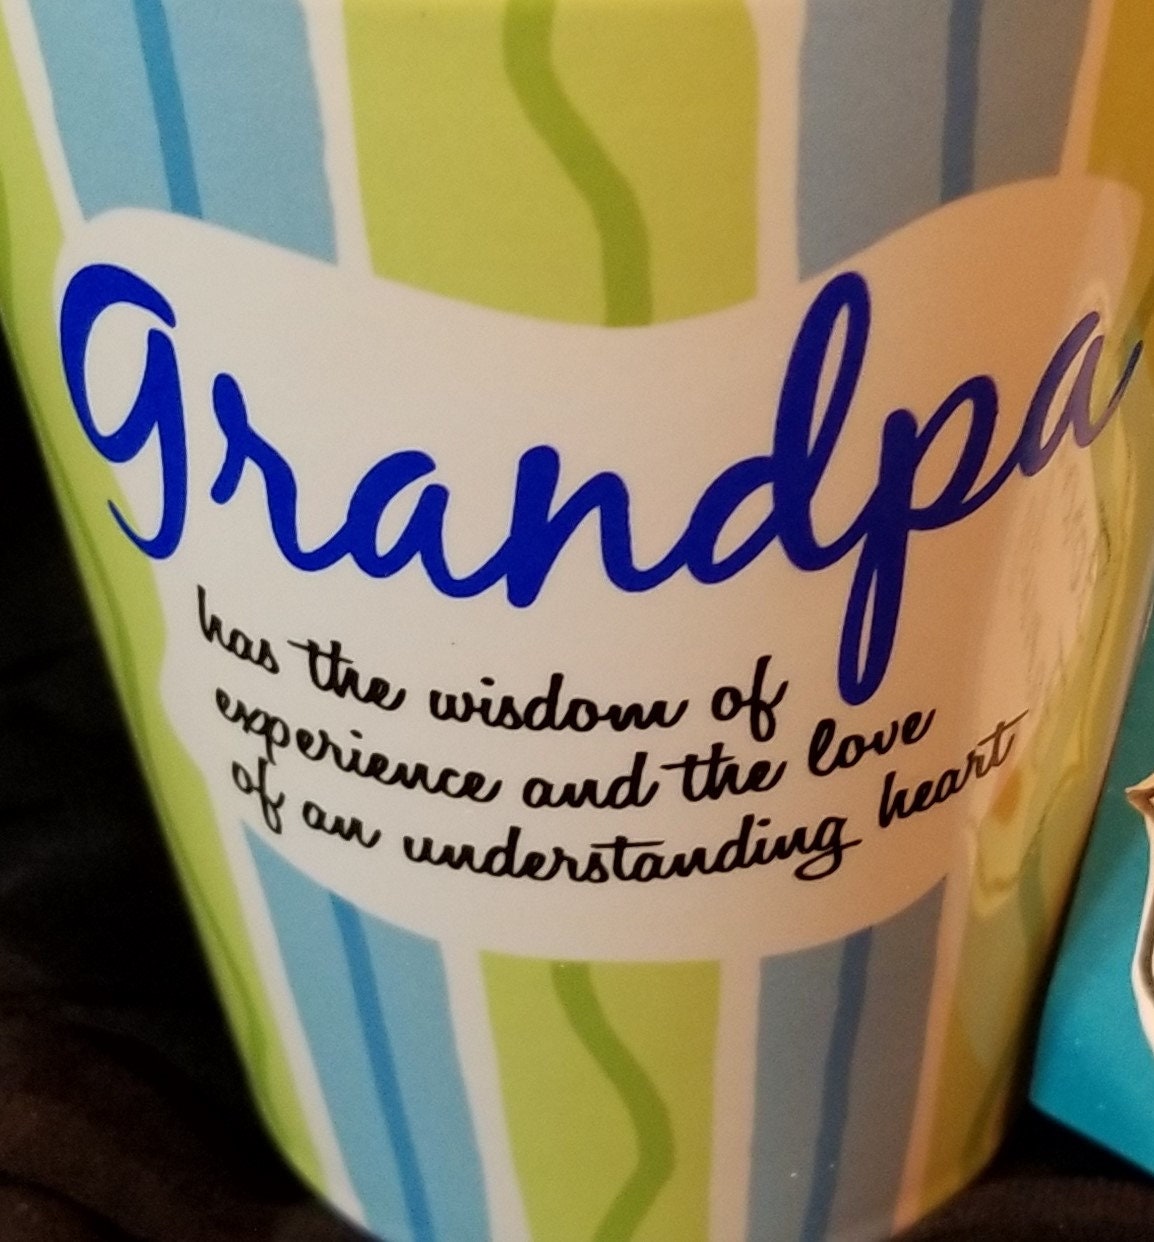 grandpa
has the wisdom of
experience and the love
of an understanding heart